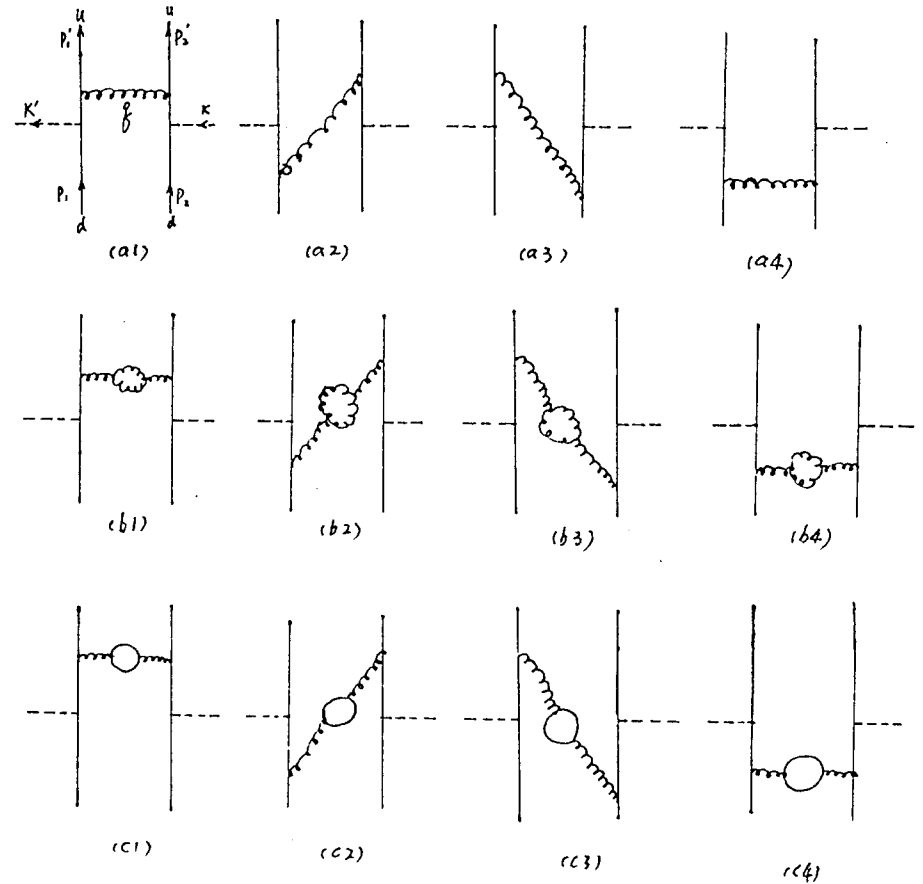 u u
P₁' P₂'
K' q K
P₁ P₂
d d
(a1) (a2) (a3) (a4)
(b1) (b2) (b3) (b4)
(c1) (c2) (c3) (c4)